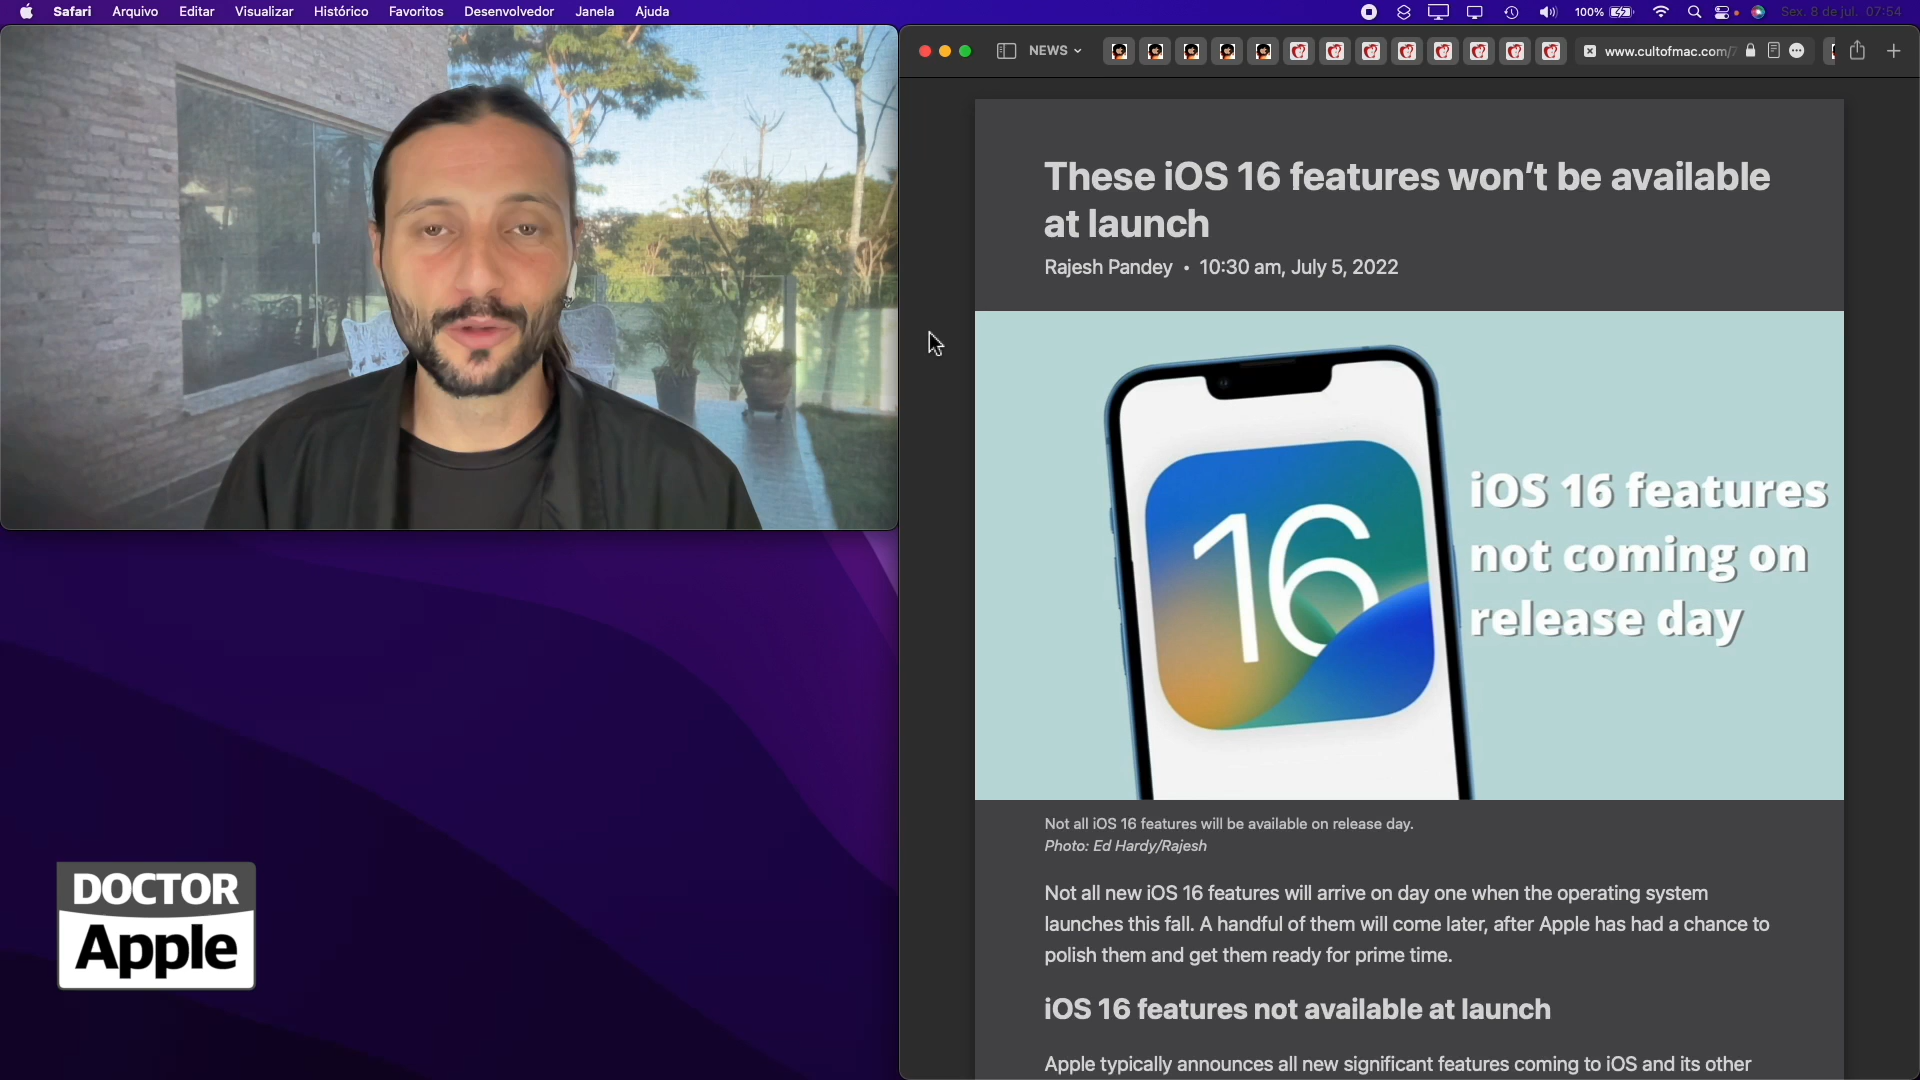 Safari Arquivo Editar Visualizar Histórico Favoritos Desenvolvedor Janela Ajuda
100%
Sex. 8 de jul. 07:54
NEWS
www.cultofmac.com/
These iOS 16 features won't be available
at launch
Rajesh Pandey • 10:30 am, July 5, 2022
16
iOS 16 features
not coming on
release day
Not all iOS 16 features will be available on release day.
Photo: Ed Hardy/Rajesh
Not all new iOS 16 features will arrive on day one when the operating system
launches this fall. A handful of them will come later, after Apple has had a chance to
polish them and get them ready for prime time.
iOS 16 features not available at launch
Apple typically announces all new significant features coming to iOS and its other
DOCTOR
Apple